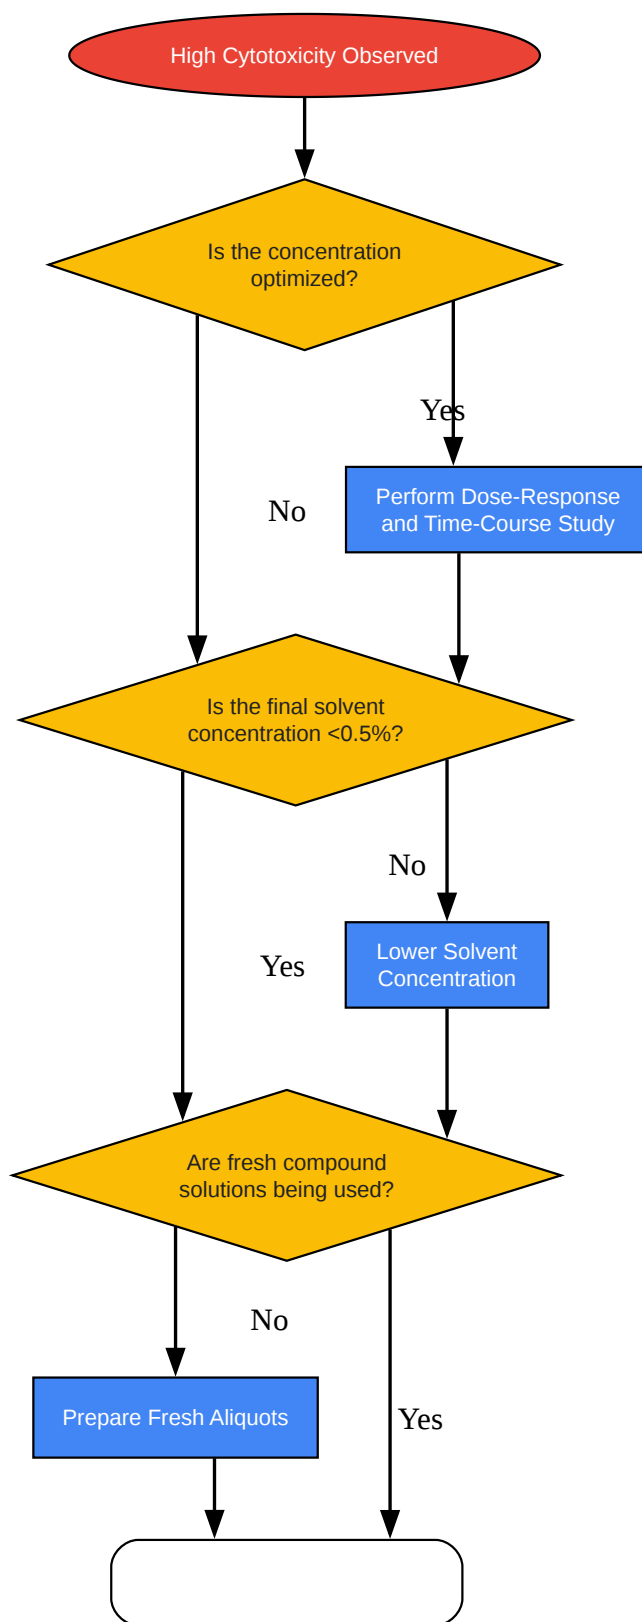 High Cytotoxicity Observed
Is the concentration
optimized?
Yes
Perform Dose-Response
and Time-Course Study
No
Is the final solvent
concentration <0.5%?
No
Lower Solvent
Concentration
Yes
Are fresh compound
solutions being used?
No
Prepare Fresh Aliquots
Yes